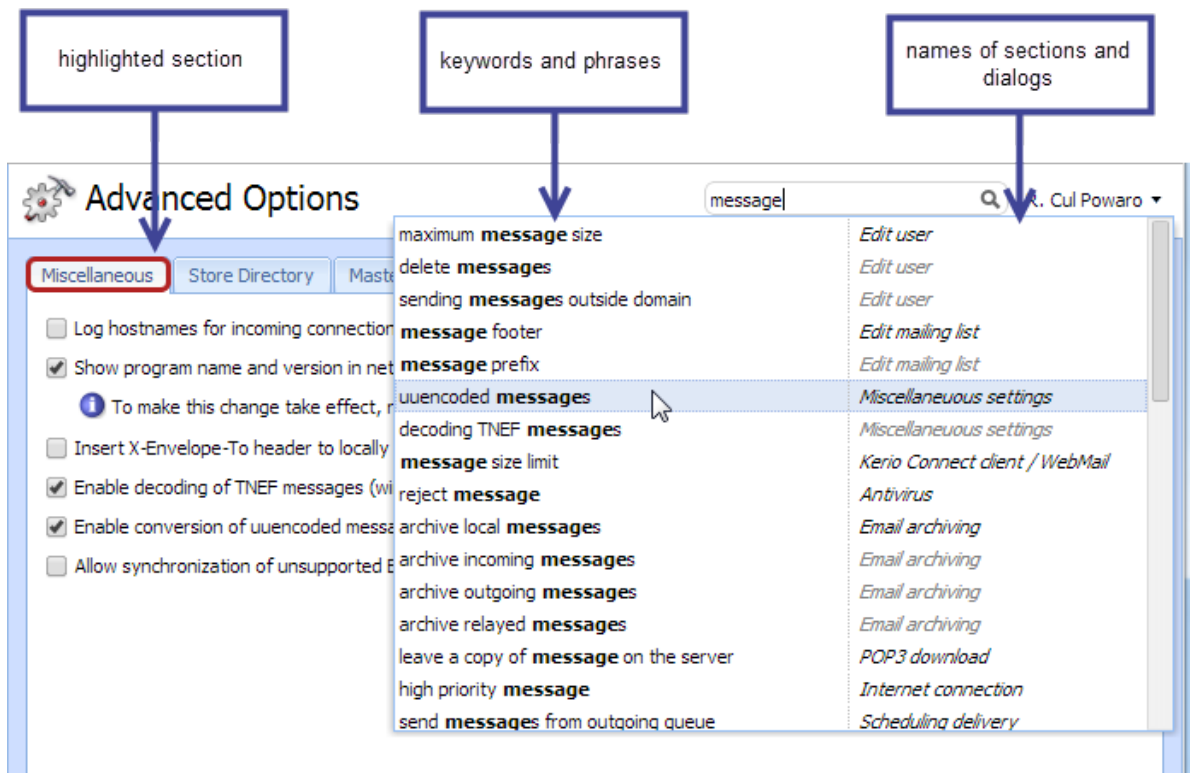 highlighted section
keywords and phrases
names of sections and
dialogs
Advanced Options
message
Cul Powaro
Miscellaneous
Store Directory
Log hostnames for incoming connection
Show program name and version in net
To make this change take effect,
Insert X-Envelope-To header to locally
Enable decoding of TNEF messages
Enable conversion of uuencoded messa
Allow synchronization of unsupported
maximum message size Edit user
delete messages Edit user
sending messages outside domain Edit user
message footer Edit mailing list
message prefix Edit mailing list
uuencoded messages Miscellaneuous settings
decoding TNEF messages Miscellaneuous settings
message size limit Kerio Connect client / WebMail
reject message Antivirus
archive local messages Email archiving
archive incoming messages Email archiving
archive outgoing messages Email archiving
archive relayed messages Email archiving
leave a copy of message on the server POP3 download
high priority message Internet connection
send messages from outgoing queue Scheduling delivery